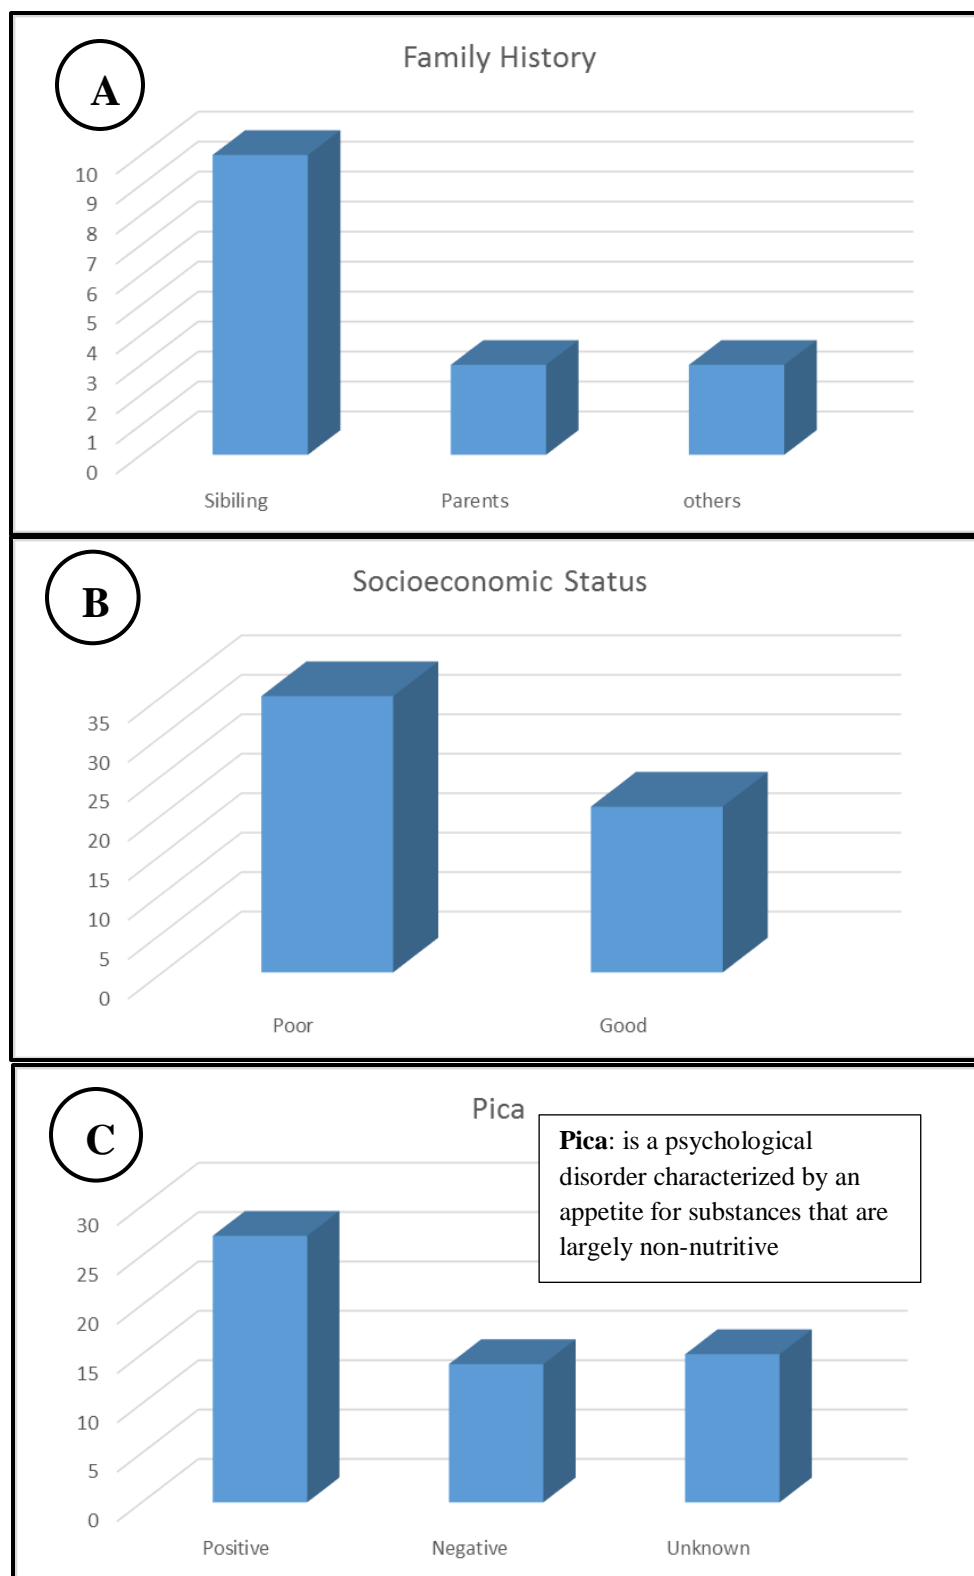 A
Family History
10
9
8
7
6
5
4
3
2
1
0
Sibiling
Parents
others
B
Socioeconomic Status
35
30
25
20
15
10
5
0
Poor
Good
C
Pica
Pica: is a psychological
disorder characterized by an
appetite for substances that are
largely non-nutritive
30
25
20
15
10
5
0
Positive
Negative
Unknown